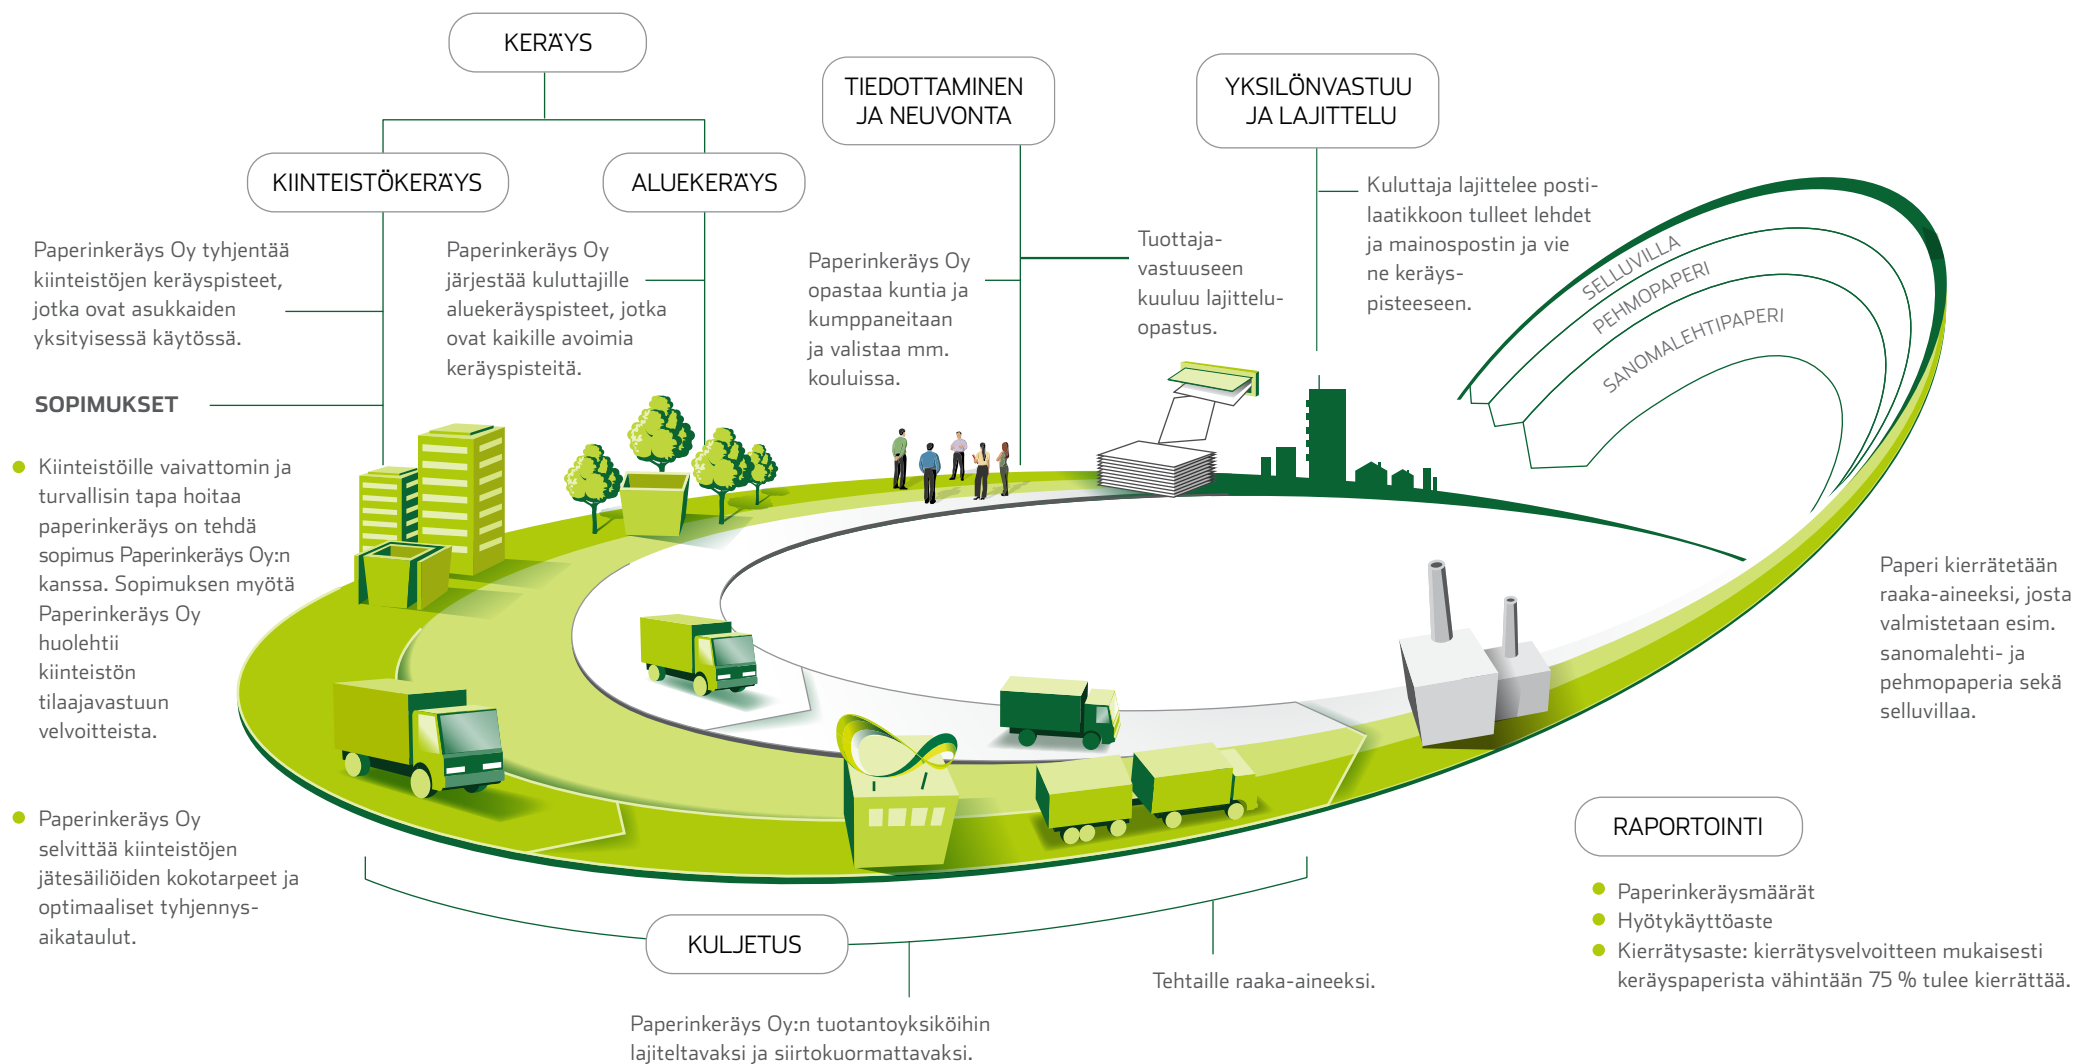 KERÄYS
TIEDOTTAMINEN
JA NEUVONTA
YKSILÖNVASTUU
JA LAJITTELU
KIINTEISTÖKERÄYS
ALUEKERÄYS
Paperinkeräys Oy tyhjentää
kiinteistöjen keräyspisteet,
jotka ovat asukkaiden
yksityisessä käytössä.
Paperinkeräys Oy
järjestää kuluttajille
aluekeräyspisteet, jotka
ovat kaikille avoimia
keräyspisteitä.
Paperinkeräys Oy
opastaa kuntia ja
kumppaneitaan
ja valistaa mm.
kouluissa.
Tuottaja-
vastuuseen
kuuluu lajittelu-
opastus.
Kuluttaja lajittelee posti-
laatikkoon tulleet lehdet
ja mainospostin ja vie
ne keräys-
pisteeseen.
SELLUVILLA
PEHMOPAPERI
SANOMALEHTIPAPERI
SOPIMUKSET
Kiinteistöille vaivattomin ja
turvallisin tapa hoitaa
paperinkeräys on tehdä
sopimus Paperinkeräys Oy:n
kanssa. Sopimuksen myötä
Paperinkeräys Oy
huolehtii
kiinteistön
tilaajavastuun
velvoitteista.
Paperinkeräys Oy
selvittää kiinteistöjen
jätesäiliöiden kokotarpeet ja
optimaaliset tyhjennys-
aikataulut.
Paperi kierrätetään
raaka-aineeksi, josta
valmistetaan esim.
sanomalehti- ja
pehmopaperia sekä
selluvillaa.
RAPORTOINTI
Paperinkeräysmäärät
Hyötykäyttöaste
Kierrätysaste: kierrätysvelvoitteen mukaisesti
keräyspaperista vähintään 75 % tulee kierrättää.
KULJETUS
Tehtaille raaka-aineeksi.
Paperinkeräys Oy:n tuotantoyksiköihin
lajiteltavaksi ja siirtokuormattavaksi.